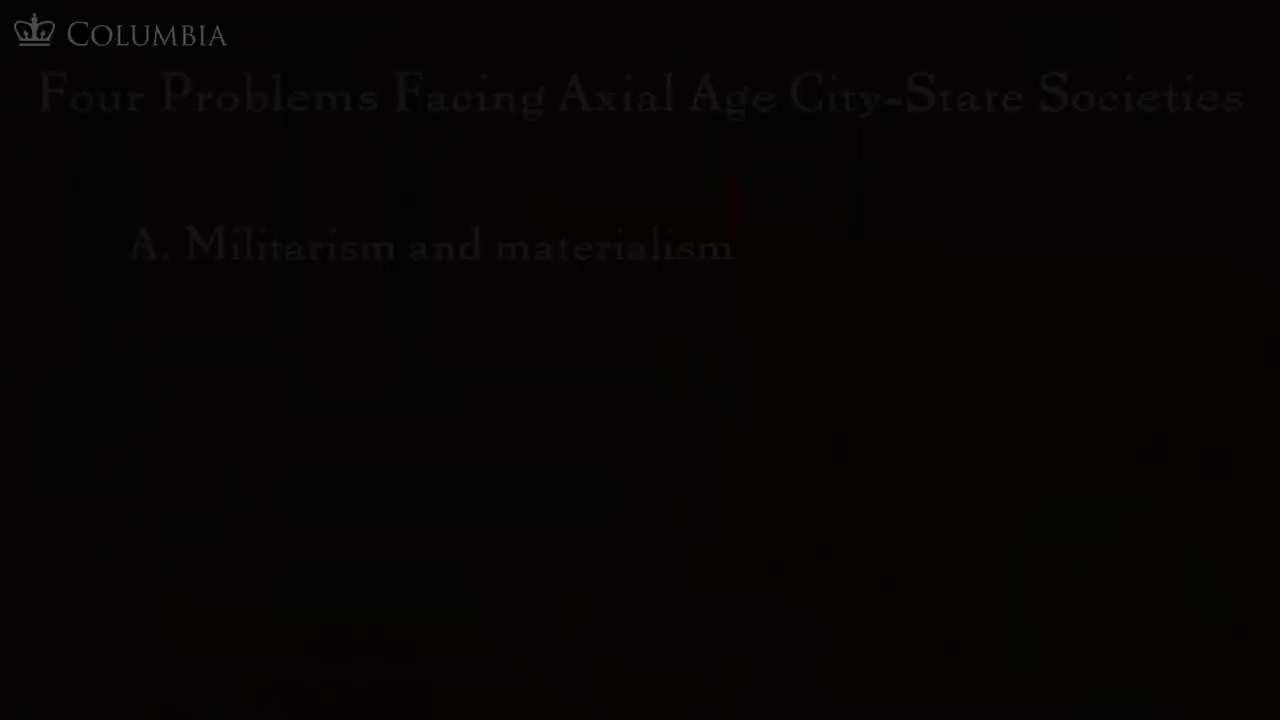 COLUMBIA
Four Problems Facing Axial Age City-State Societies
A. Militarism and materialism